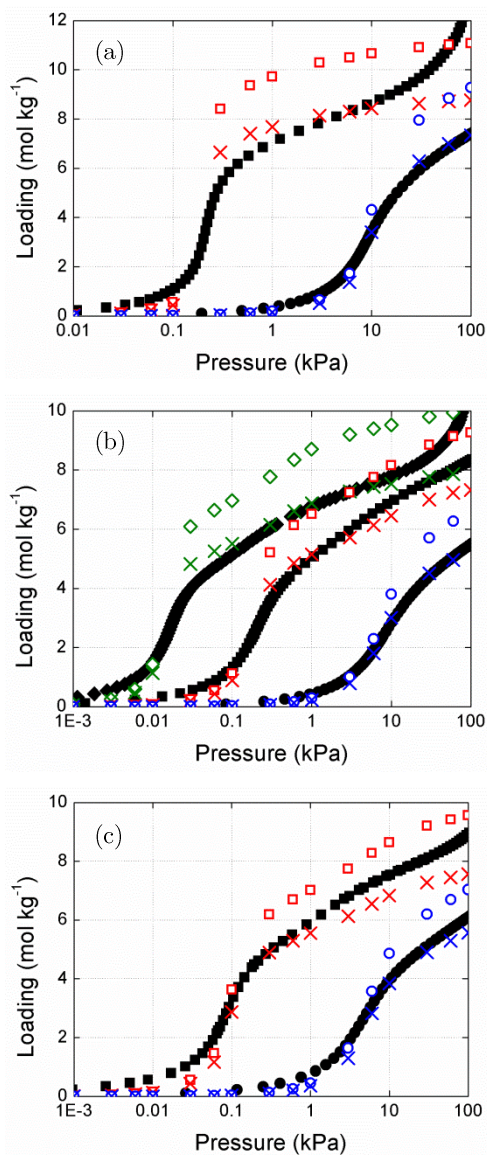 (a)
Loading (mol kg⁻¹)
12
10
8
6
4
2
0
0.01 0.1 1 10 100
Pressure (kPa)
(b)
Loading (mol kg⁻¹)
10
8
6
4
2
0
1E-3 0.01 0.1 1 10 100
Pressure (kPa)
(c)
Loading (mol kg⁻¹)
10
8
6
4
2
0
1E-3 0.01 0.1 1 10 100
Pressure (kPa)